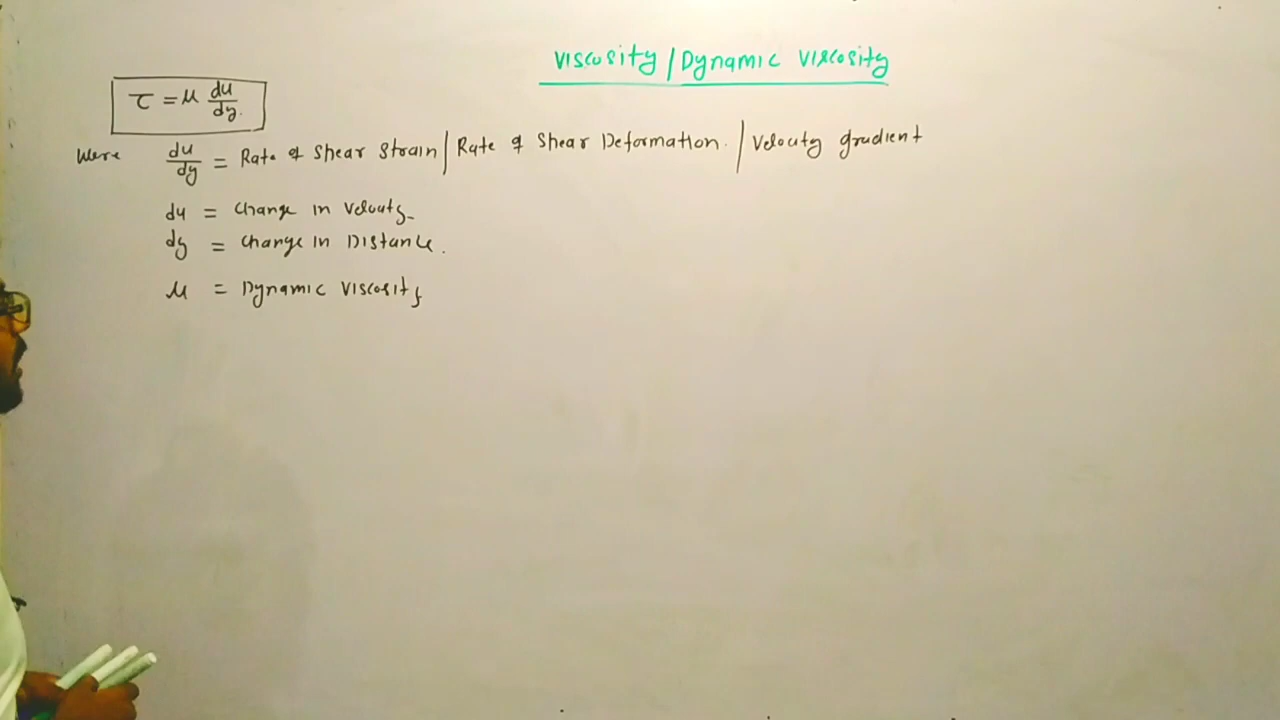 Viscosity / Dynamic Viscosity
τ = μ du/dy.
Were du/dy = Rate of Shear Strain / Rate of Shear Deformation. / Velocity gradient
du = Change in Velocity
dy = Change in Distance.
μ = Dynamic Viscosity